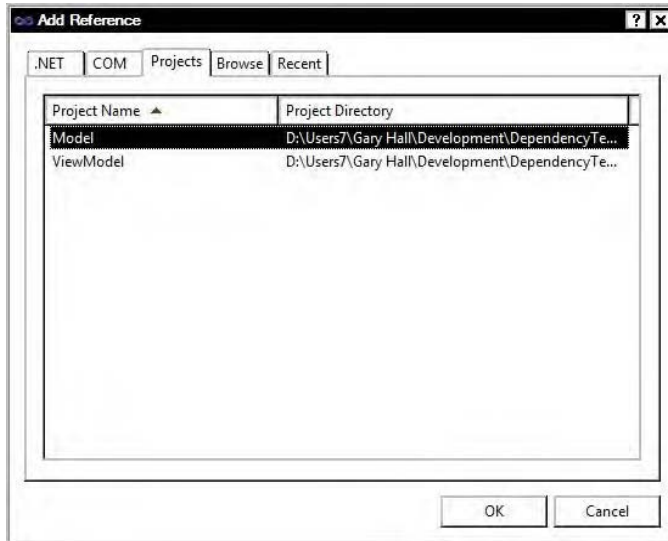 Add Reference
.NET COM Projects Browse Recent
Project Name Project Directory
Model D:\Users7\Gary Hall\Development\DependencyTe...
ViewModel D:\Users7\Gary Hall\Development\DependencyTe...
OK Cancel